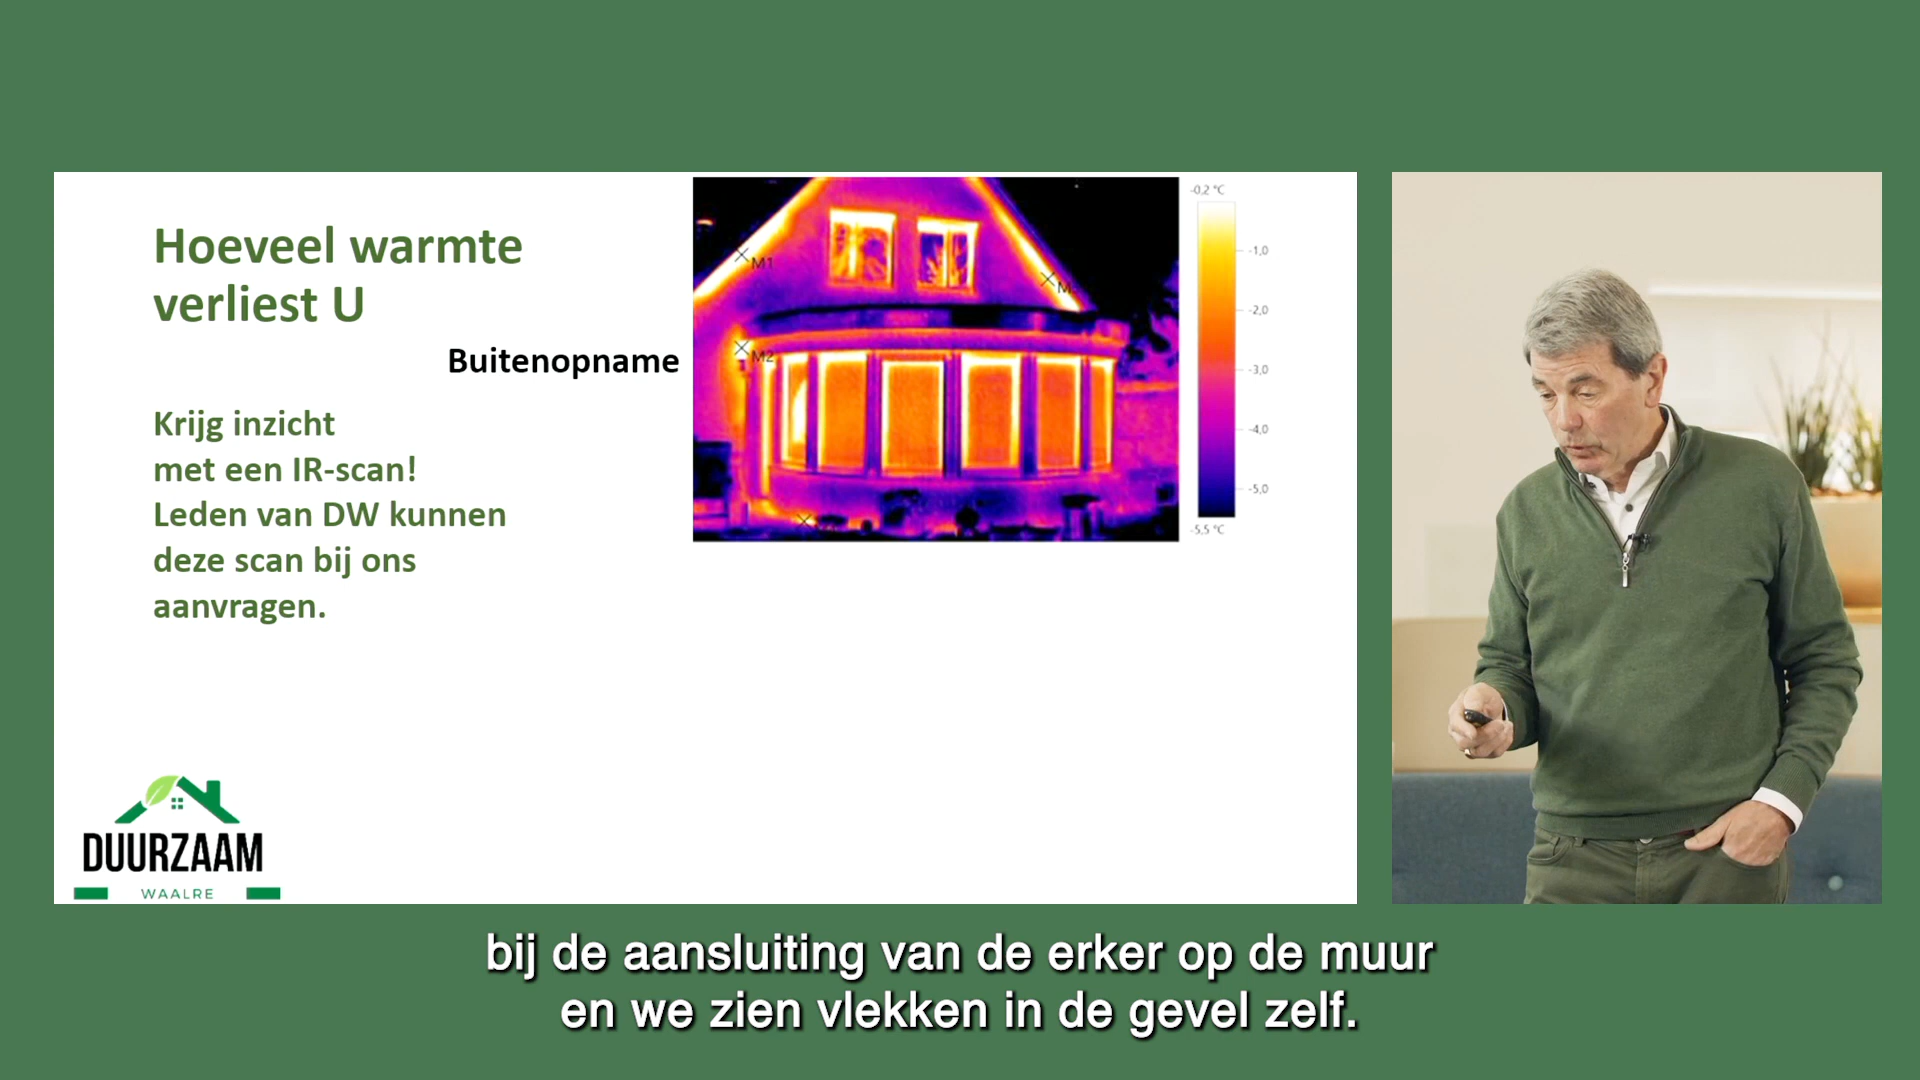 Hoeveel warmte
verliest U
Buitenopname
Krijg inzicht
met een IR-scan!
Leden van DW kunnen
deze scan bij ons
aanvragen.
M1
M2
-0,2 °C
-1,0
-2,0
-3,0
-4,0
-5,0
-5,5 °C
DUURZAAM
WAALRE
bij de aansluiting van de erker op de muur
en we zien vlekken in de gevel zelf.